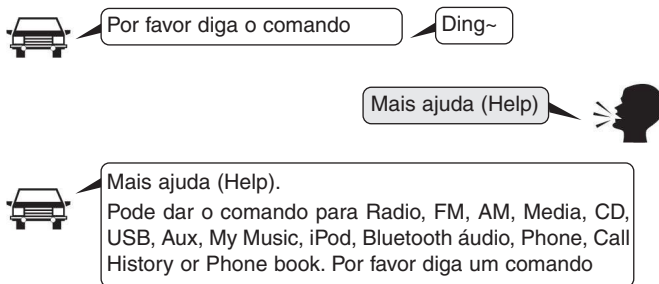 Por favor diga o comando
Ding~
Mais ajuda (Help)
Mais ajuda (Help).
Pode dar o comando para Radio, FM, AM, Media, CD,
USB, Aux, My Music, iPod, Bluetooth áudio, Phone, Call
History or Phone book. Por favor diga um comando